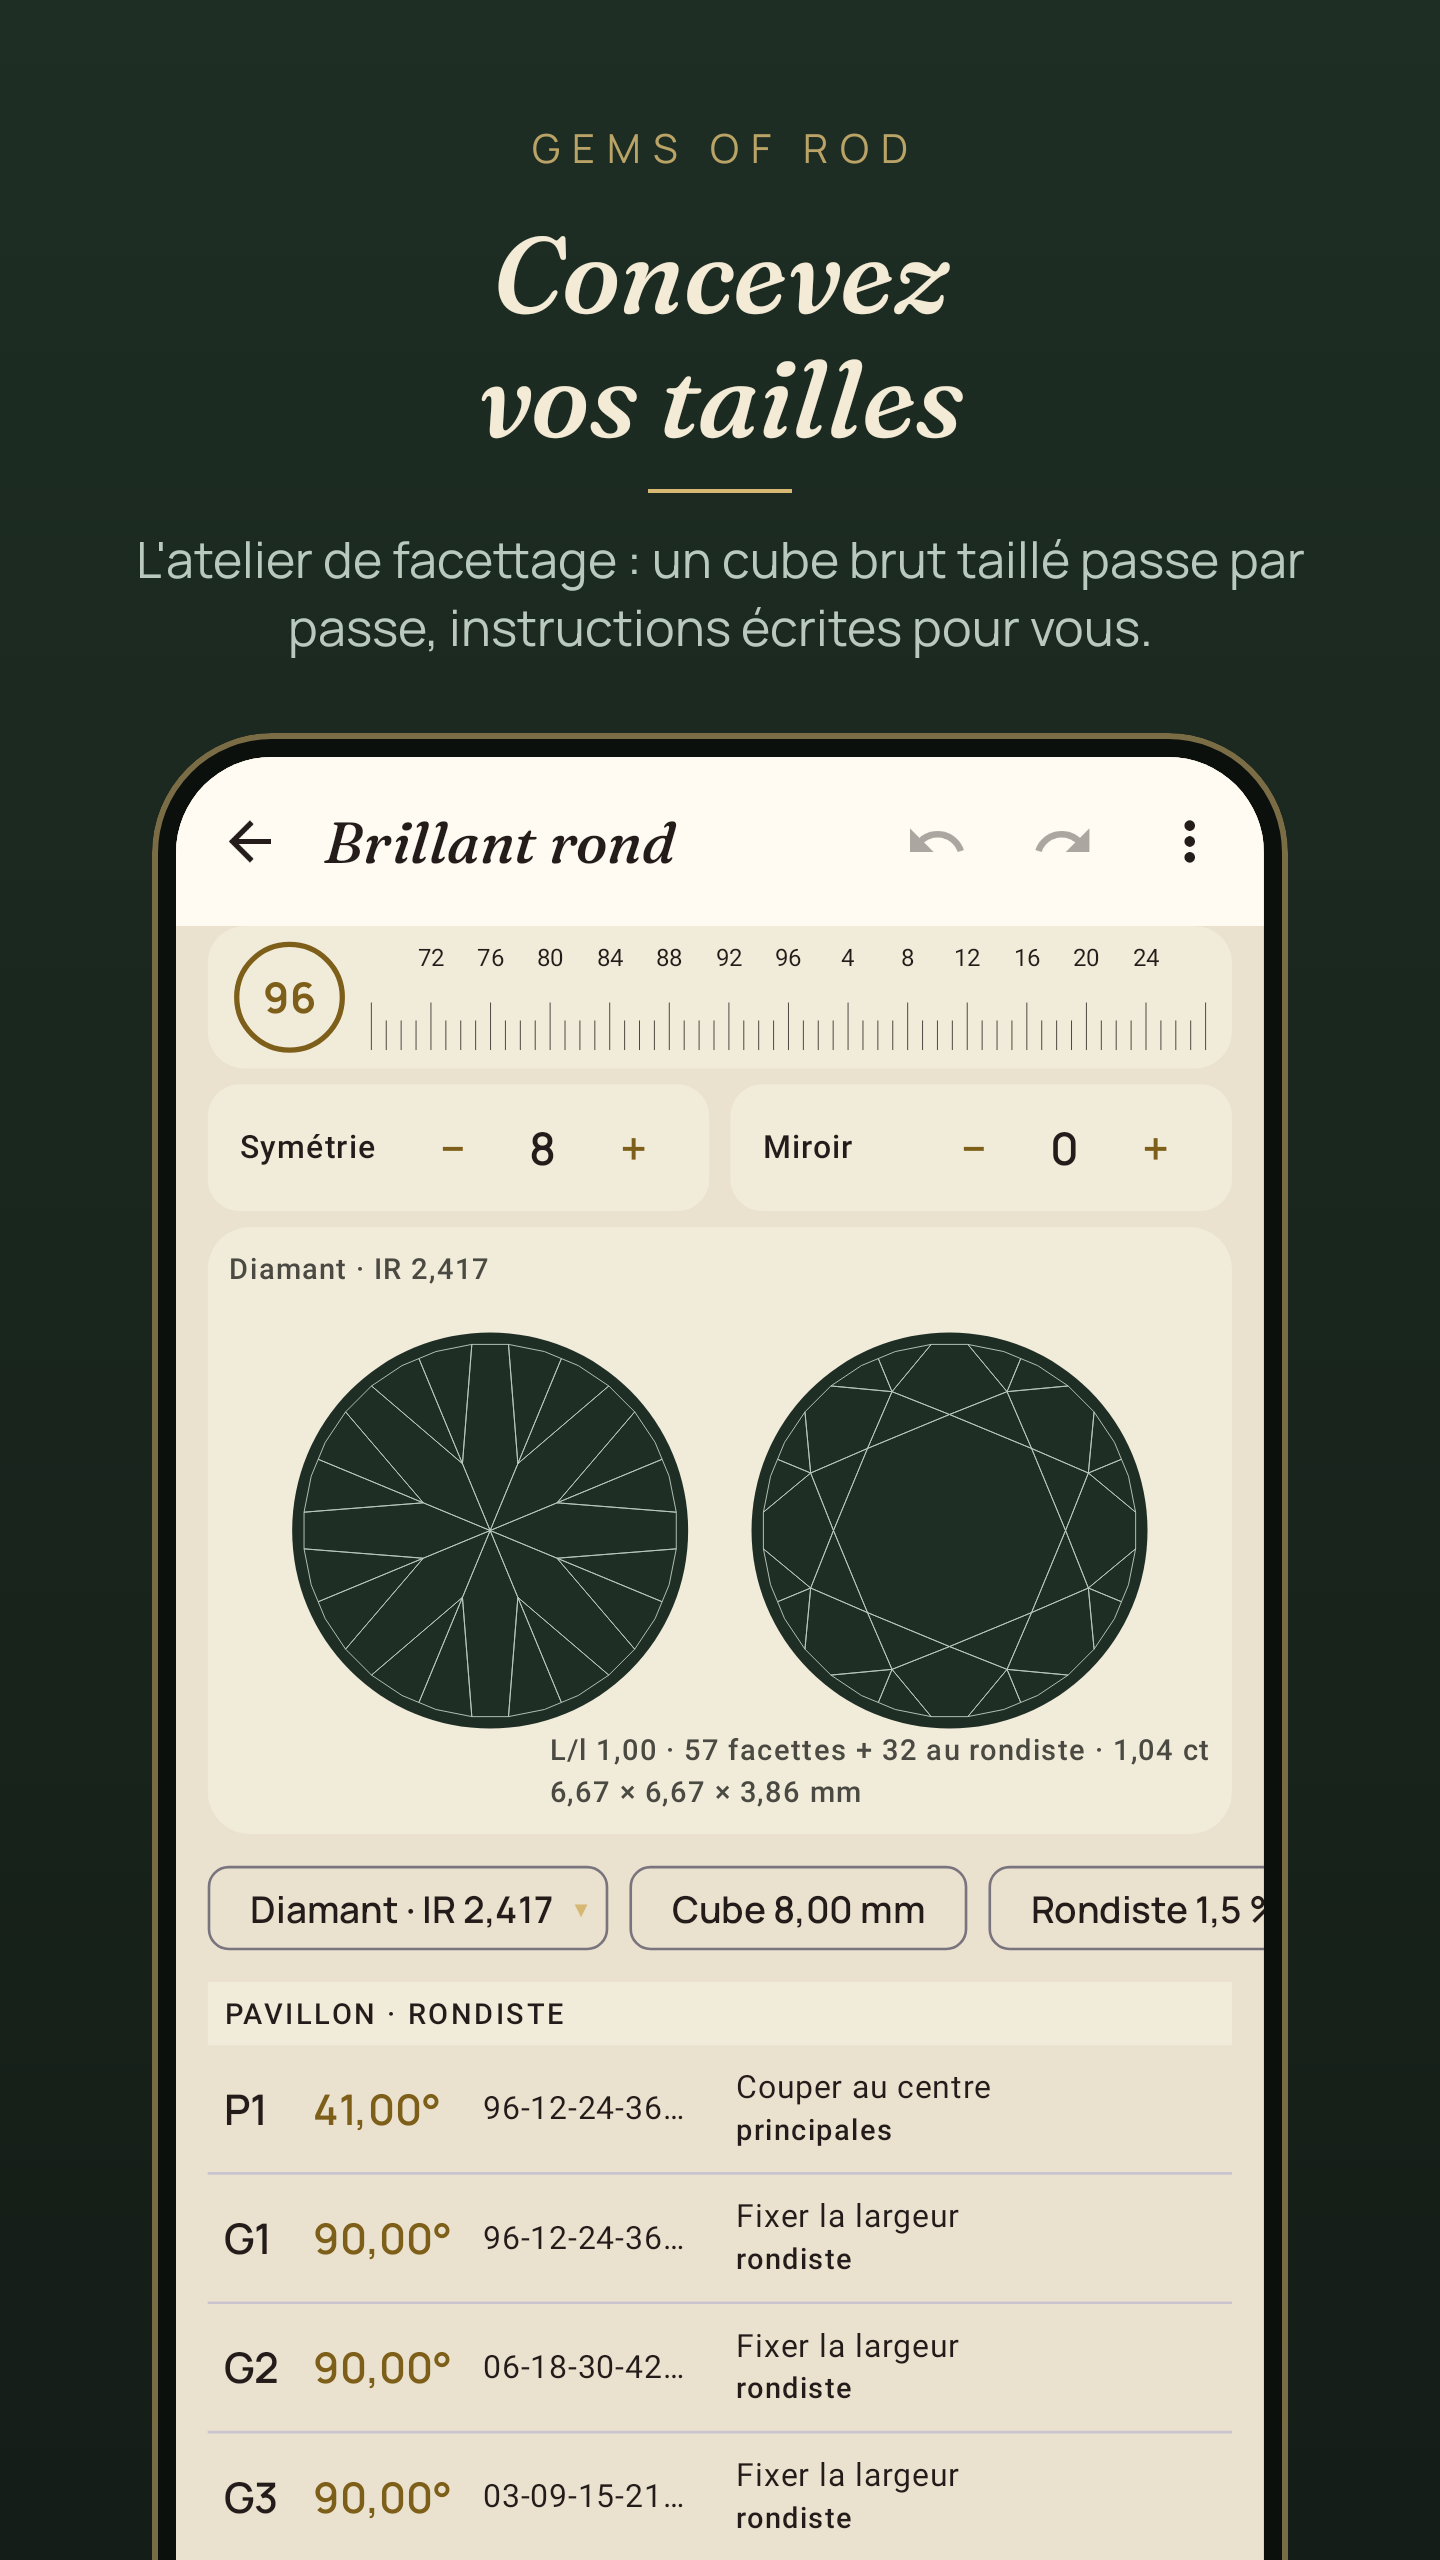 GEMS OF ROD
Concevez
vos tailles
L'atelier de facettage : un cube brut taillé passe par
passe, instructions écrites pour vous.
Brillant rond
96
72 76 80 84 88 92 96 4 8 12 16 20 24
Symétrie − 8 +
Miroir − 0 +
Diamant · IR 2,417
L/l 1,00 · 57 facettes + 32 au rondiste · 1,04 ct
6,67 × 6,67 × 3,86 mm
Diamant · IR 2,417
Cube 8,00 mm
Rondiste 1,5 %
PAVILLON · RONDISTE
P1 41,00° 96-12-24-36… Couper au centre
principales
G1 90,00° 96-12-24-36… Fixer la largeur
rondiste
G2 90,00° 06-18-30-42… Fixer la largeur
rondiste
G3 90,00° 03-09-15-21… Fixer la largeur
rondiste